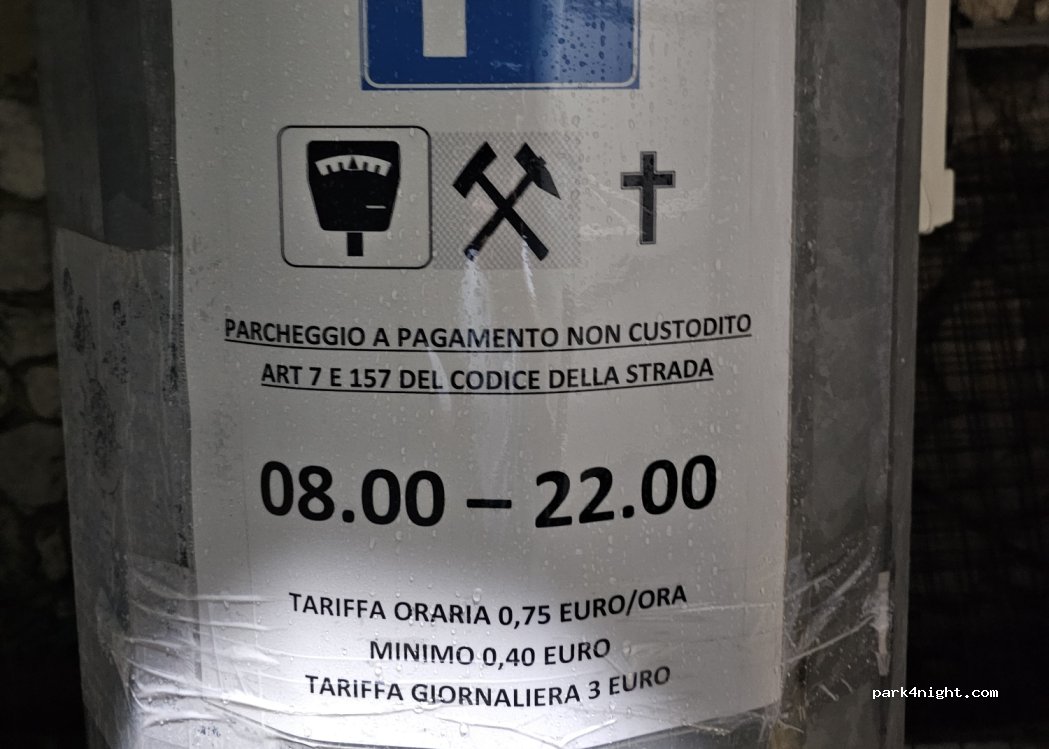 PARCHEGGIO A PAGAMENTO NON CUSTODITO
ART 7 E 157 DEL CODICE DELLA STRADA
08.00 – 22.00
TARIFFA ORARIA 0,75 EURO/ORA
MINIMO 0,40 EURO
TARIFFA GIORNALIERA 3 EURO
park4night.com